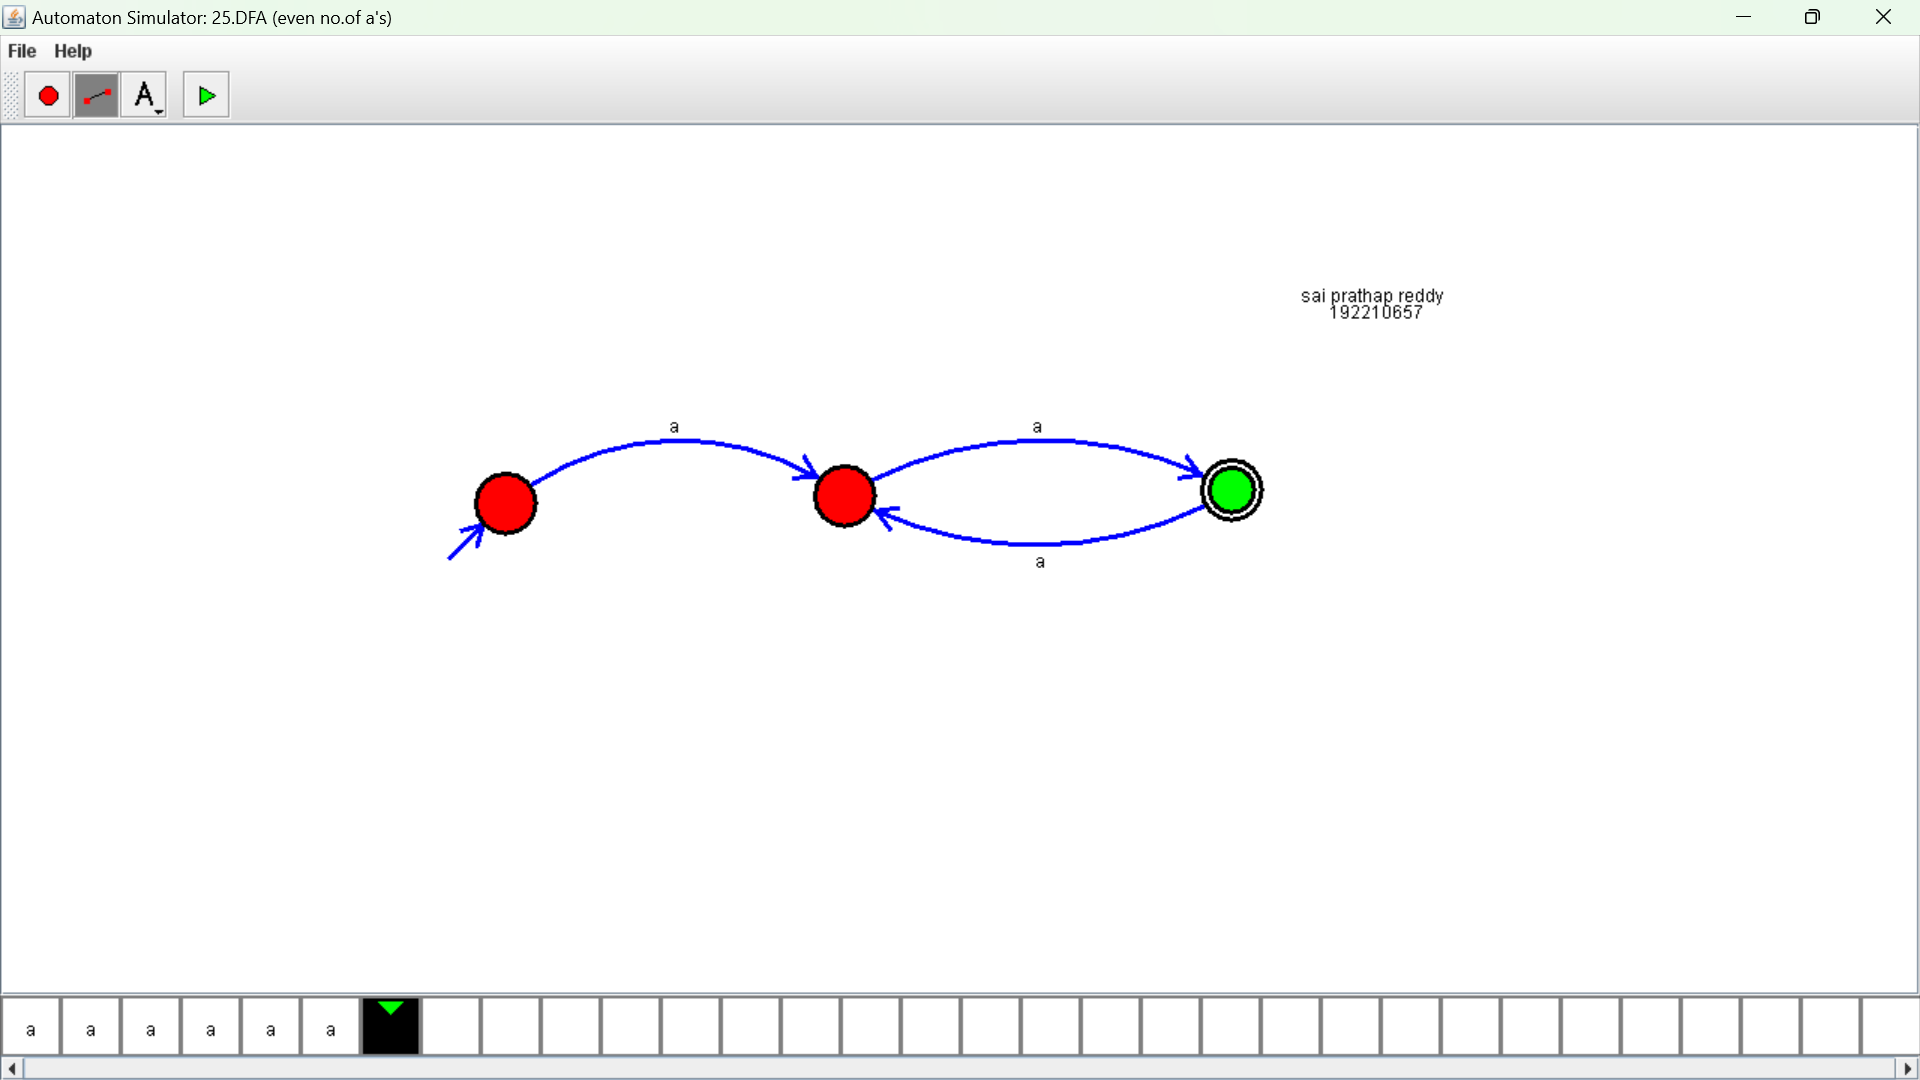 Automaton Simulator: 25.DFA (even no.of a's)
File Help
A
sai prathap reddy
192210657
a a
a
a a a a a a